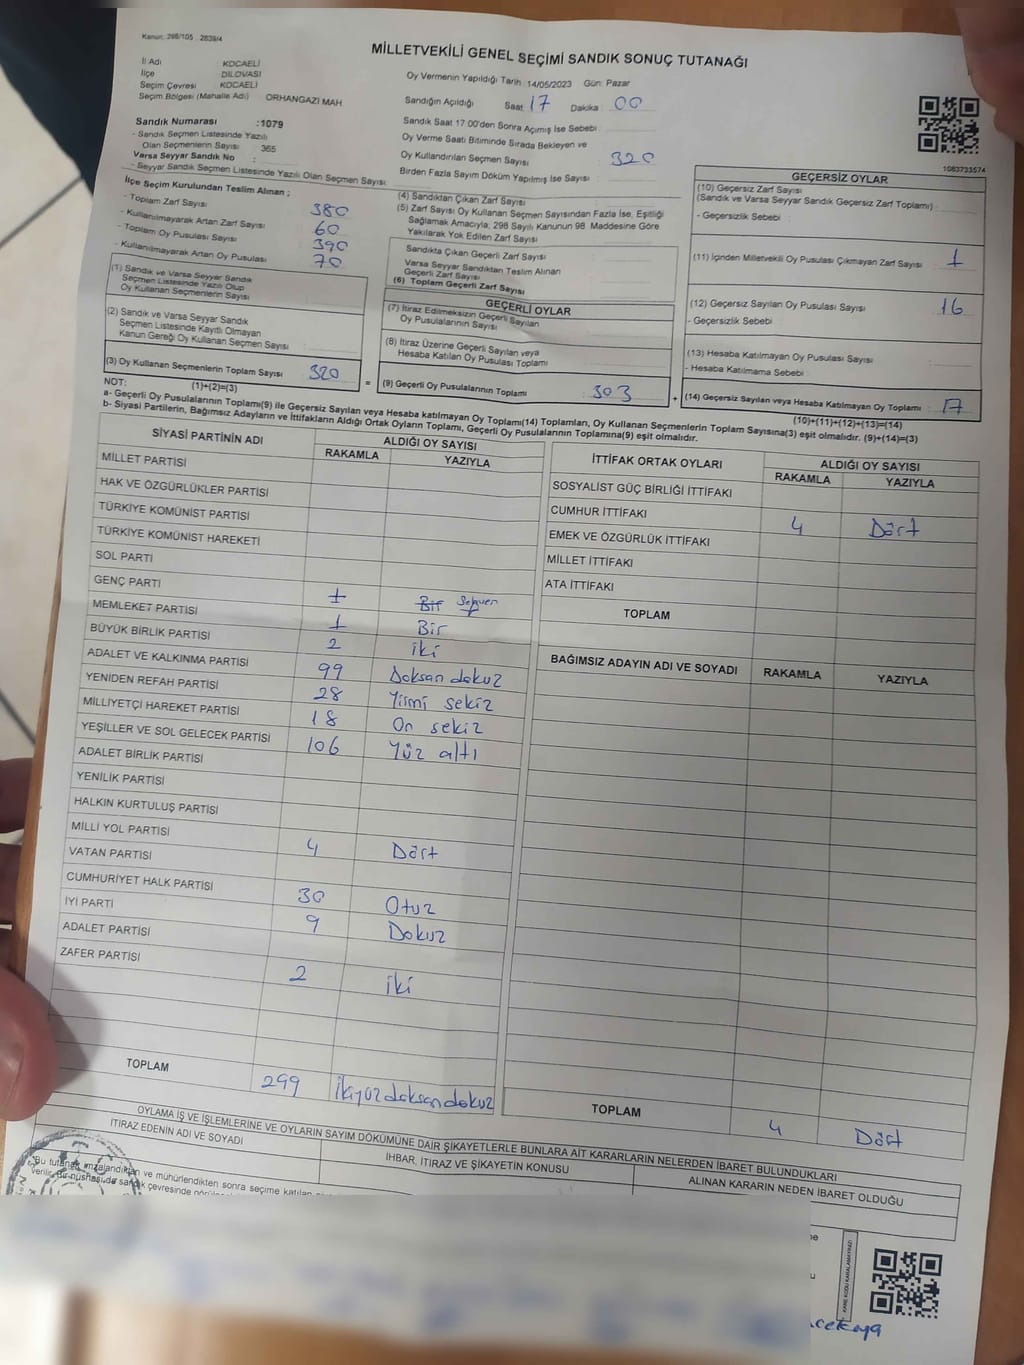 Kanun: 298/105 2839/4
MİLLETVEKİLİ GENEL SEÇİMİ SANDIK SONUÇ TUTANAĞI
İl Adı : KOCAELİ
İlçe DİLOVASI
Seçim Çevresi KOCAELİ
Seçim Bölgesi (Mahalle Adı) : ORHANGAZİ MAH.
Oy Vermenin Yapıldığı Tarih :14/05/2023 Gün: Pazar
Sandığın Açıldığı Saat 17 Dakika 00
Sandık Saat 17:00'den Sonra Açmış İse Sebebi
Oy Verme Saati Bitiminde Sırada Bekleyen ve
Oy Kullandırılan Seçmen Sayısı 320
Birden Fazla Sayım Döküm Yapılmış İse Sayısı
Sandık Numarası :1079
- Sandık Seçmen Listesinde Yazılı
Olan Seçmenlerin Sayısı : 365
Varsa Seyyar Sandık No :
- Seyyar Sandık Seçmen Listesinde Yazılı Olan Seçmen Sayısı:
1083733574
İlçe Seçim Kurulundan Teslim Alınan ;
- Toplam Zarf Sayısı 380
- Kullanılmayarak Artan Zarf Sayısı 60
- Toplam Oy Pusulası Sayısı 390
- Kullanılmayarak Artan Oy Pusulası 70
(1) Sandık ve Varsa Seyyar Sandık
Seçmen Listesinde Yazılı Olup
Oy Kullanan Seçmenlerin Sayısı
(2) Sandık ve Varsa Seyyar Sandık
Seçmen Listesinde Kayıtlı Olmayan
Kanun Gereği Oy Kullanan Seçmen Sayısı
(3) Oy Kullanan Seçmenlerin Toplam Sayısı 320
(1)+(2)=(3)
(4) Sandıktan Çıkan Zarf Sayısı
(5) Zarf Sayısı Oy Kullanan Seçmen Sayısından Fazla İse, Eşitliği
Sağlamak Amacıyla, 298 Sayılı Kanunun 98. Maddesine Göre
Yakılarak Yok Edilen Zarf Sayısı
Sandıkta Çıkan Geçerli Zarf Sayısı
Varsa Seyyar Sandıktan Teslim Alınan
Geçerli Zarf Sayısı
(6) Toplam Geçerli Zarf Sayısı
GEÇERLİ OYLAR
(7) İtiraz Edilmeksizin Geçerli Sayılan
Oy Pusulalarının Sayısı
(8) İtiraz Üzerine Geçerli Sayılan veya
Hesaba Katılan Oy Pusulası Toplamı
= (9) Geçerli Oy Pusulalarının Toplamı 303
GEÇERSİZ OYLAR
(10) Geçersiz Zarf Sayısı
(Sandık ve Varsa Seyyar Sandık Geçersiz Zarf Toplamı) :
- Geçersizlik Sebebi :
(11) İçinden Milletvekili Oy Pusulası Çıkmayan Zarf Sayısı 1
(12) Geçersiz Sayılan Oy Pusulası Sayısı 16
- Geçersizlik Sebebi
(13) Hesaba Katılmayan Oy Pusulası Sayısı
- Hesaba Katılmama Sebebi
+ (14) Geçersiz Sayılan veya Hesaba Katılmayan Oy Toplamı 17
(10)+(11)+(12)+(13)=(14)
NOT:
a- Geçerli Oy Pusulalarının Toplamı(9) ile Geçersiz Sayılan veya Hesaba katılmayan Oy Toplamı(14) Toplamları, Oy Kullanan Seçmenlerin Toplam Sayısına(3) eşit olmalıdır. (9)+(14)=(3)
b- Siyasi Partilerin, Bağımsız Adayların ve İttifakların Aldığı Ortak Oyların Toplamı, Geçerli Oy Pusulalarının Toplamına(9) eşit olmalıdır.
SİYASİ PARTİNİN ADI ALDIĞI OY SAYISI
RAKAMLA YAZIYLA
MİLLET PARTİSİ
HAK VE ÖZGÜRLÜKLER PARTİSİ
TÜRKİYE KOMÜNİST PARTİSİ
TÜRKİYE KOMÜNİST HAREKETİ
SOL PARTİ
GENÇ PARTİ 1 Bir
MEMLEKET PARTİSİ 1 Bir
BÜYÜK BİRLİK PARTİSİ 2 iki
ADALET VE KALKINMA PARTİSİ 99 Doksan dokuz
YENİDEN REFAH PARTİSİ 28 Yirmi sekiz
MİLLİYETÇİ HAREKET PARTİSİ 18 On sekiz
YEŞİLLER VE SOL GELECEK PARTİSİ 106 Yüz altı
ADALET BİRLİK PARTİSİ
YENİLİK PARTİSİ
HALKIN KURTULUŞ PARTİSİ
MİLLİ YOL PARTİSİ 4 Dört
VATAN PARTİSİ
CUMHURİYET HALK PARTİSİ 30 Otuz
İYİ PARTİ 9 Dokuz
ADALET PARTİSİ
ZAFER PARTİSİ 2 iki
TOPLAM 299 İkiyüzdoksandokuz
İTTİFAK ORTAK OYLARI ALDIĞI OY SAYISI
RAKAMLA YAZIYLA
SOSYALİST GÜÇ BİRLİĞİ İTTİFAKI
CUMHUR İTTİFAKI 4 Dört
EMEK VE ÖZGÜRLÜK İTTİFAKI
MİLLET İTTİFAKI
ATA İTTİFAKI
TOPLAM
BAĞIMSIZ ADAYIN ADI VE SOYADI RAKAMLA YAZIYLA
TOPLAM 4 Dört
OYLAMA İŞ VE İŞLEMLERİNE VE OYLARIN SAYIM DÖKÜMÜNE DAİR ŞİKAYETLERLE BUNLARA AİT KARARLARIN NELERDEN İBARET BULUNDUKLARI
İTİRAZ EDENİN ADI VE SOYADI İHBAR, İTİRAZ VE ŞİKAYETİN KONUSU ALINAN KARARIN NEDEN İBARET OLDUĞU
Bu tutanak imzalandıktan ve mühürlendikten sonra seçime katılan
verilir. Bir nüshası da sandık çevresinde